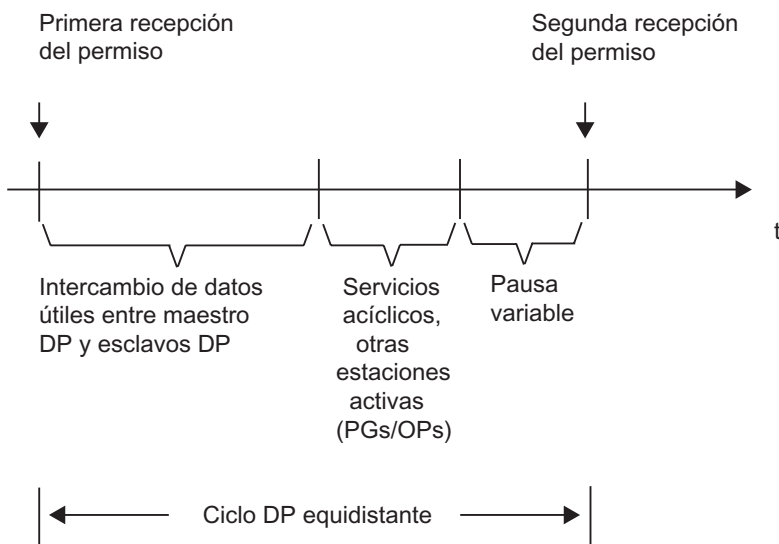 Primera recepción
del permiso
Segunda recepción
del permiso
t
Intercambio de datos
útiles entre maestro
DP y esclavos DP
Servicios
acíclicos,
otras
estaciones
activas
(PGs/OPs)
Pausa
variable
Ciclo DP equidistante